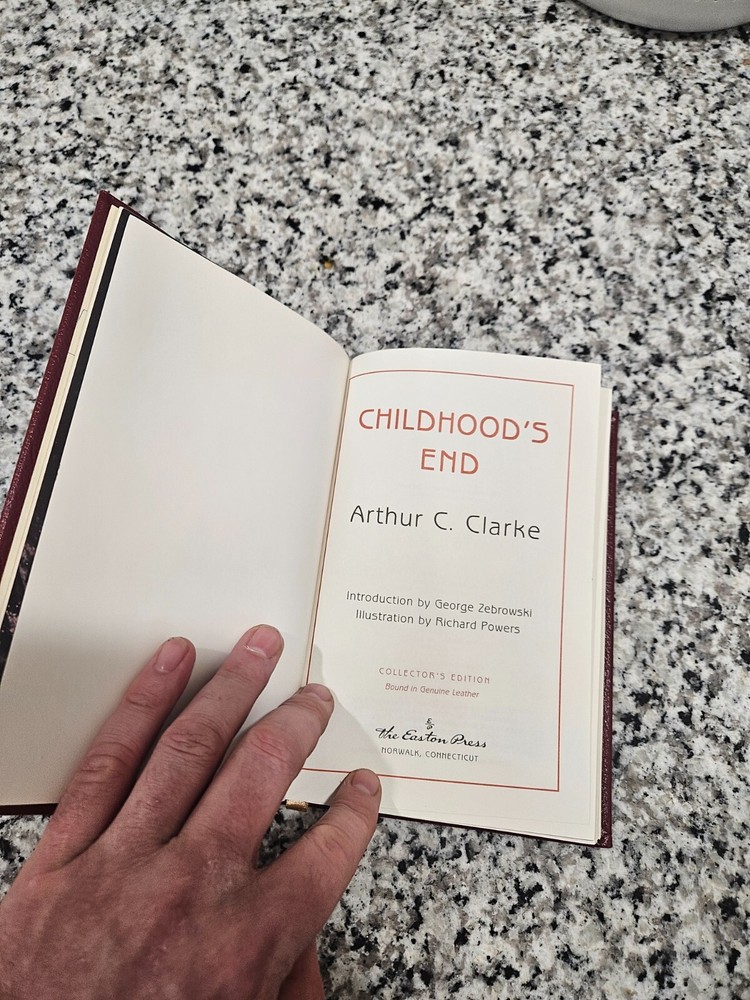 CHILDHOOD'S
END
Arthur C. Clarke
Introduction by George Zebrowski
Illustration by Richard Powers
COLLECTOR'S EDITION
Bound in Genuine Leather
The Easton Press
NORWALK, CONNECTICUT